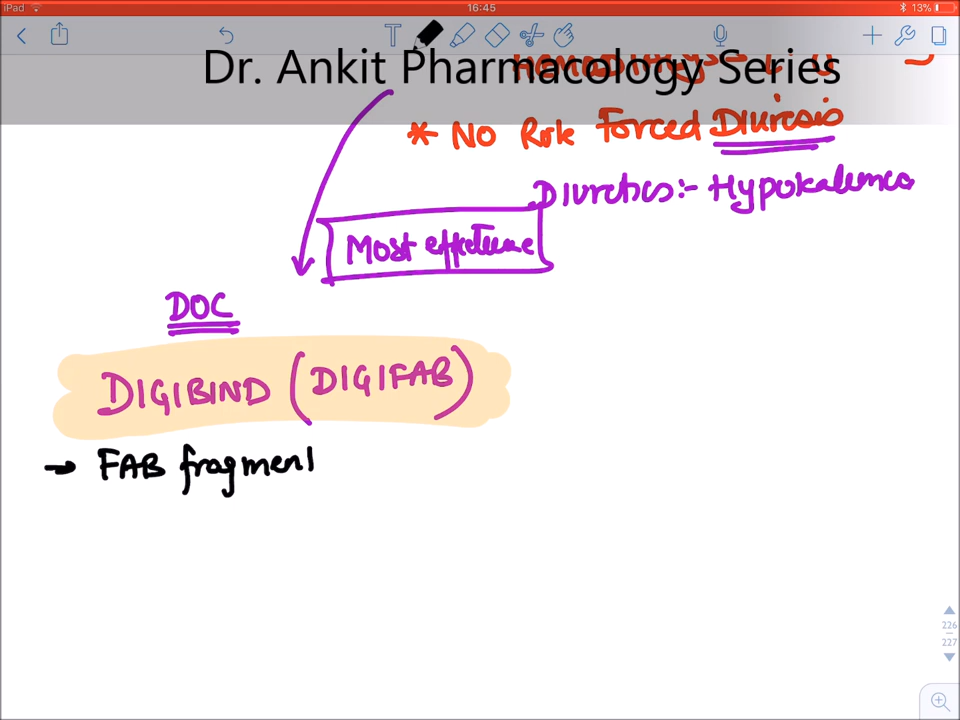 iPad 16:45 13%
T
Dr. Ankit Pharmacology Series
* No Risk Forced Diuresis
Diuretics:- Hypokalemea
Most effective
DOC
DIGIBIND (DIGIFAB)
→ FAB fragment
226
227